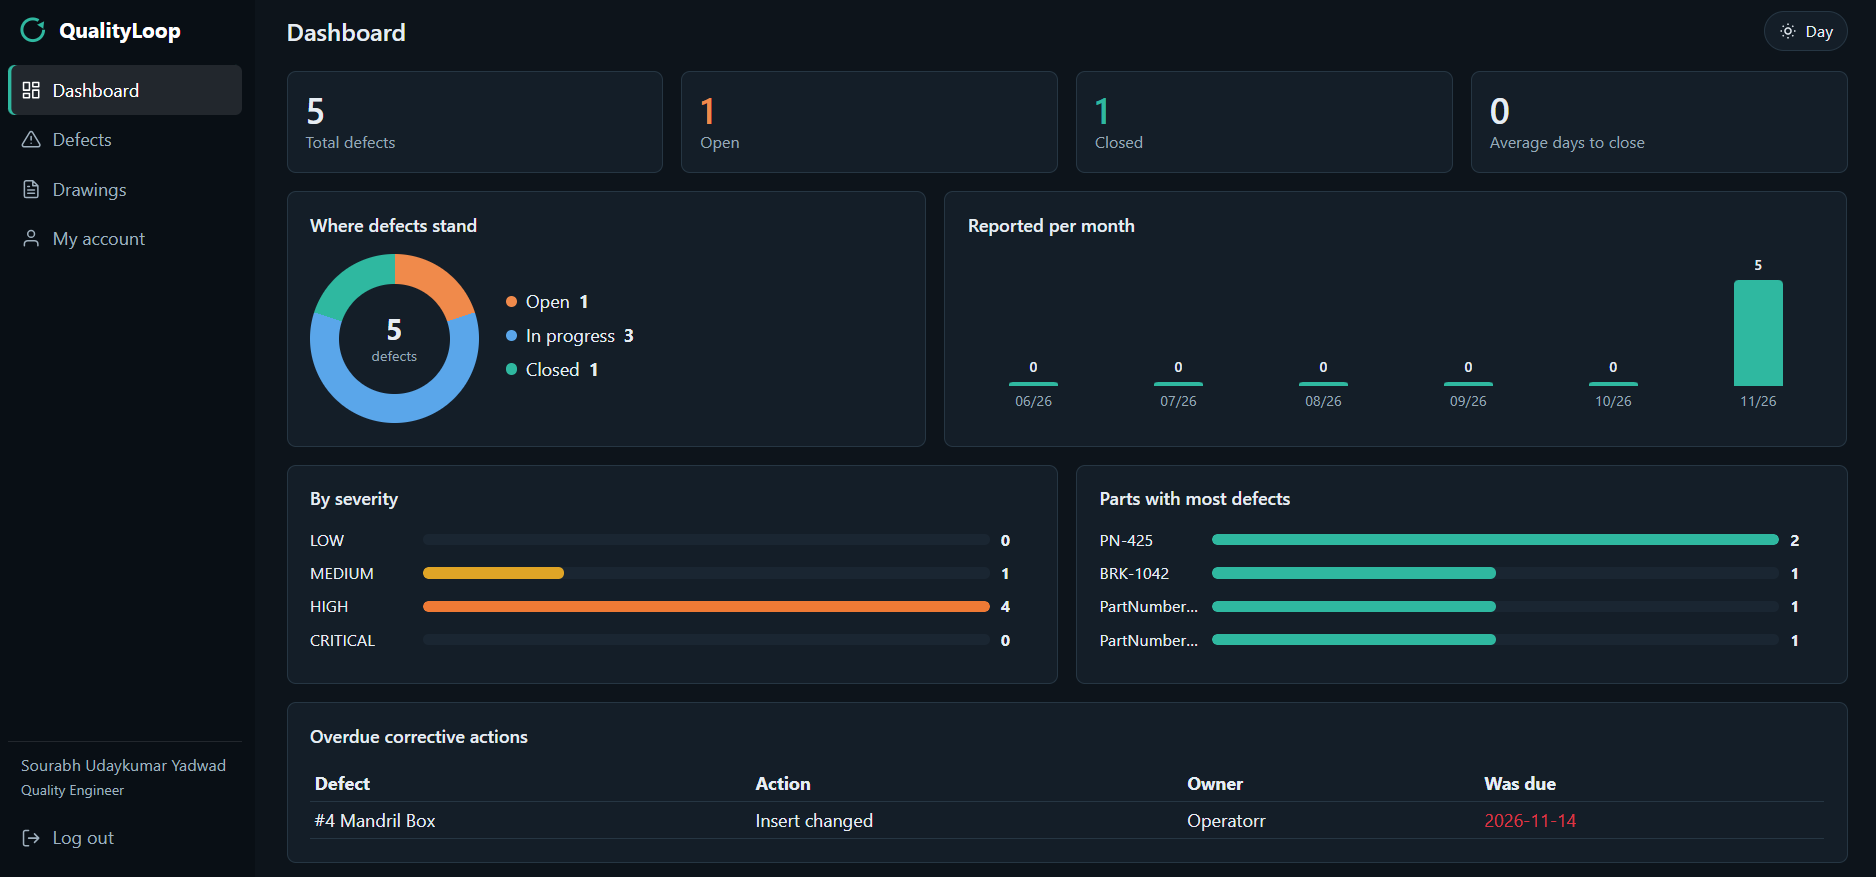 QualityLoop
Dashboard
Defects
Drawings
My account
Sourabh Udaykumar Yadwad
Quality Engineer
Log out
Dashboard
Day
5
Total defects
1
Open
1
Closed
0
Average days to close
Where defects stand
5
defects
Open 1
In progress 3
Closed 1
Reported per month
0 0 0 0 0 5
06/26 07/26 08/26 09/26 10/26 11/26
By severity
LOW 0
MEDIUM 1
HIGH 4
CRITICAL 0
Parts with most defects
PN-425 2
BRK-1042 1
PartNumber... 1
PartNumber... 1
Overdue corrective actions
Defect Action Owner Was due
#4 Mandril Box Insert changed Operatorr 2026-11-14